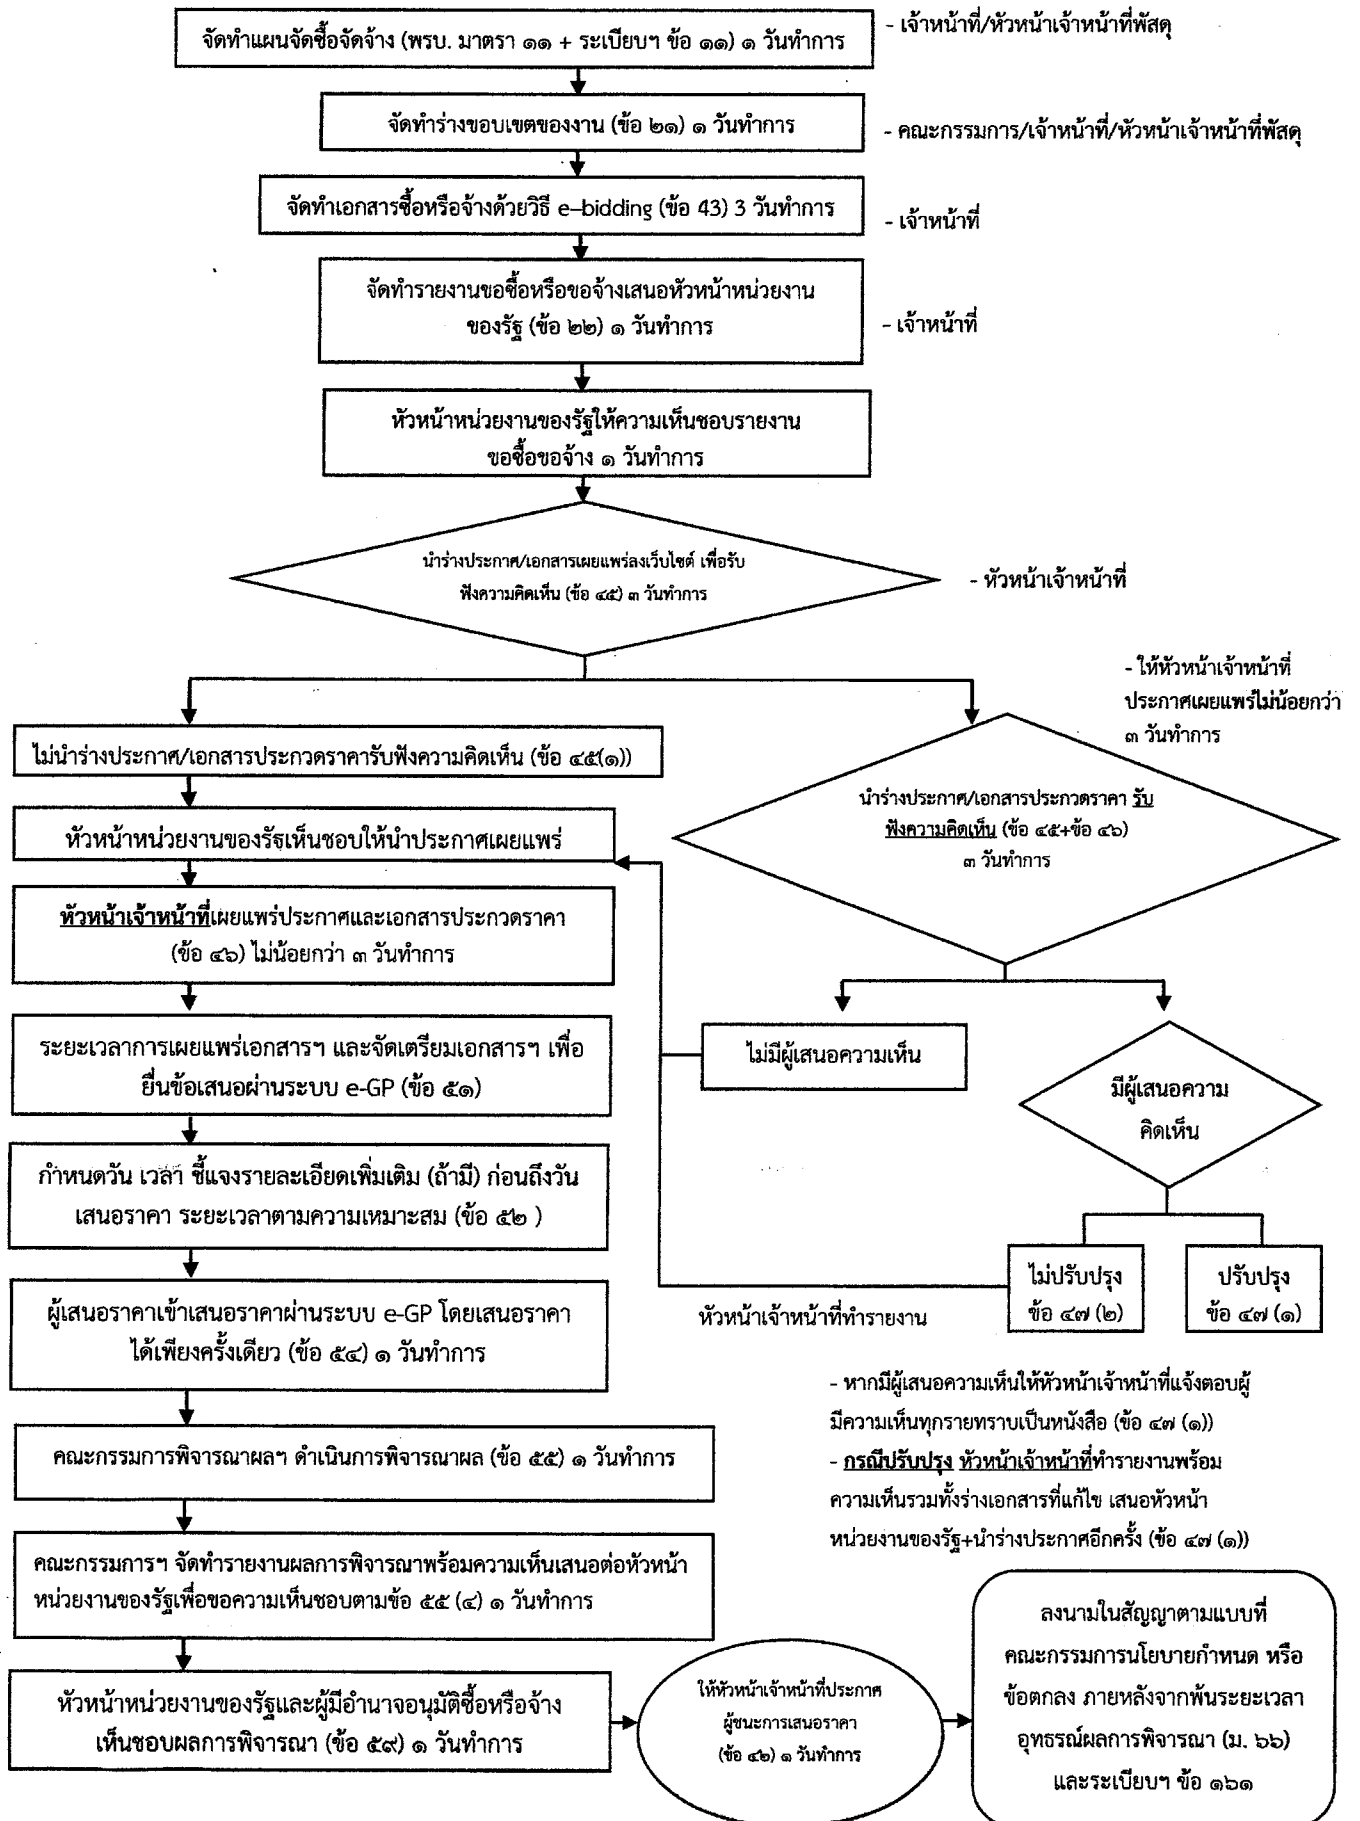 จัดทำแผนจัดซื้อจัดจ้าง (พรบ. มาตรา ๑๑ + ระเบียบฯ ข้อ ๑๑) ๑ วันทำการ
- เจ้าหน้าที่/หัวหน้าเจ้าหน้าที่พัสดุ
จัดทำร่างขอบเขตของงาน (ข้อ ๒๑) ๑ วันทำการ
- คณะกรรมการ/เจ้าหน้าที่/หัวหน้าเจ้าหน้าที่พัสดุ
จัดทำเอกสารซื้อหรือจ้างด้วยวิธี e–bidding (ข้อ 43) 3 วันทำการ
- เจ้าหน้าที่
จัดทำรายงานขอซื้อหรือขอจ้างเสนอหัวหน้าหน่วยงาน
ของรัฐ (ข้อ ๒๒) ๑ วันทำการ
- เจ้าหน้าที่
หัวหน้าหน่วยงานของรัฐให้ความเห็นชอบรายงาน
ขอซื้อขอจ้าง ๑ วันทำการ
นำร่างประกาศ/เอกสารเผยแพร่ลงเว็บไซต์ เพื่อรับ
ฟังความคิดเห็น (ข้อ ๔๕) ๓ วันทำการ
- หัวหน้าเจ้าหน้าที่
- ให้หัวหน้าเจ้าหน้าที่
ประกาศเผยแพร่ไม่น้อยกว่า
๓ วันทำการ
ไม่นำร่างประกาศ/เอกสารประกวดราคารับฟังความคิดเห็น (ข้อ ๔๕(๑))
นำร่างประกาศ/เอกสารประกวดราคา รับ
ฟังความคิดเห็น (ข้อ ๔๕+ข้อ ๔๖)
๓ วันทำการ
หัวหน้าหน่วยงานของรัฐเห็นชอบให้นำประกาศเผยแพร่
หัวหน้าเจ้าหน้าที่เผยแพร่ประกาศและเอกสารประกวดราคา
(ข้อ ๔๖) ไม่น้อยกว่า ๓ วันทำการ
ระยะเวลาการเผยแพร่เอกสารฯ และจัดเตรียมเอกสารฯ เพื่อ
ยื่นข้อเสนอผ่านระบบ e-GP (ข้อ ๕๑)
ไม่มีผู้เสนอความเห็น
มีผู้เสนอความ
คิดเห็น
กำหนดวัน เวลา ชี้แจงรายละเอียดเพิ่มเติม (ถ้ามี) ก่อนถึงวัน
เสนอราคา ระยะเวลาตามความเหมาะสม (ข้อ ๕๒ )
ไม่ปรับปรุง
ข้อ ๔๗ (๒)
ปรับปรุง
ข้อ ๔๗ (๑)
หัวหน้าเจ้าหน้าที่ทำรายงาน
ผู้เสนอราคาเข้าเสนอราคาผ่านระบบ e-GP โดยเสนอราคา
ได้เพียงครั้งเดียว (ข้อ ๕๔) ๑ วันทำการ
- หากมีผู้เสนอความเห็นให้หัวหน้าเจ้าหน้าที่แจ้งตอบผู้
มีความเห็นทุกรายทราบเป็นหนังสือ (ข้อ ๔๗ (๑))
- กรณีปรับปรุง หัวหน้าเจ้าหน้าที่ทำรายงานพร้อม
ความเห็นรวมทั้งร่างเอกสารที่แก้ไข เสนอหัวหน้า
หน่วยงานของรัฐ+นำร่างประกาศอีกครั้ง (ข้อ ๔๗ (๑))
คณะกรรมการพิจารณาผลฯ ดำเนินการพิจารณาผล (ข้อ ๕๕) ๑ วันทำการ
คณะกรรมการฯ จัดทำรายงานผลการพิจารณาพร้อมความเห็นเสนอต่อหัวหน้า
หน่วยงานของรัฐเพื่อขอความเห็นชอบตามข้อ ๕๕ (๔) ๑ วันทำการ
หัวหน้าหน่วยงานของรัฐและผู้มีอำนาจอนุมัติซื้อหรือจ้าง
เห็นชอบผลการพิจารณา (ข้อ ๕๙) ๑ วันทำการ
ให้หัวหน้าเจ้าหน้าที่ประกาศ
ผู้ชนะการเสนอราคา
(ข้อ ๔๒) ๑ วันทำการ
ลงนามในสัญญาตามแบบที่
คณะกรรมการนโยบายกำหนด หรือ
ข้อตกลง ภายหลังจากพ้นระยะเวลา
อุทธรณ์ผลการพิจารณา (ม. ๖๖)
และระเบียบฯ ข้อ ๑๖๑